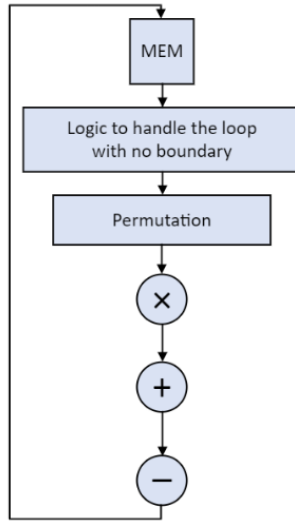 MEM
Logic to handle the loop
with no boundary
Permutation
×
+
−